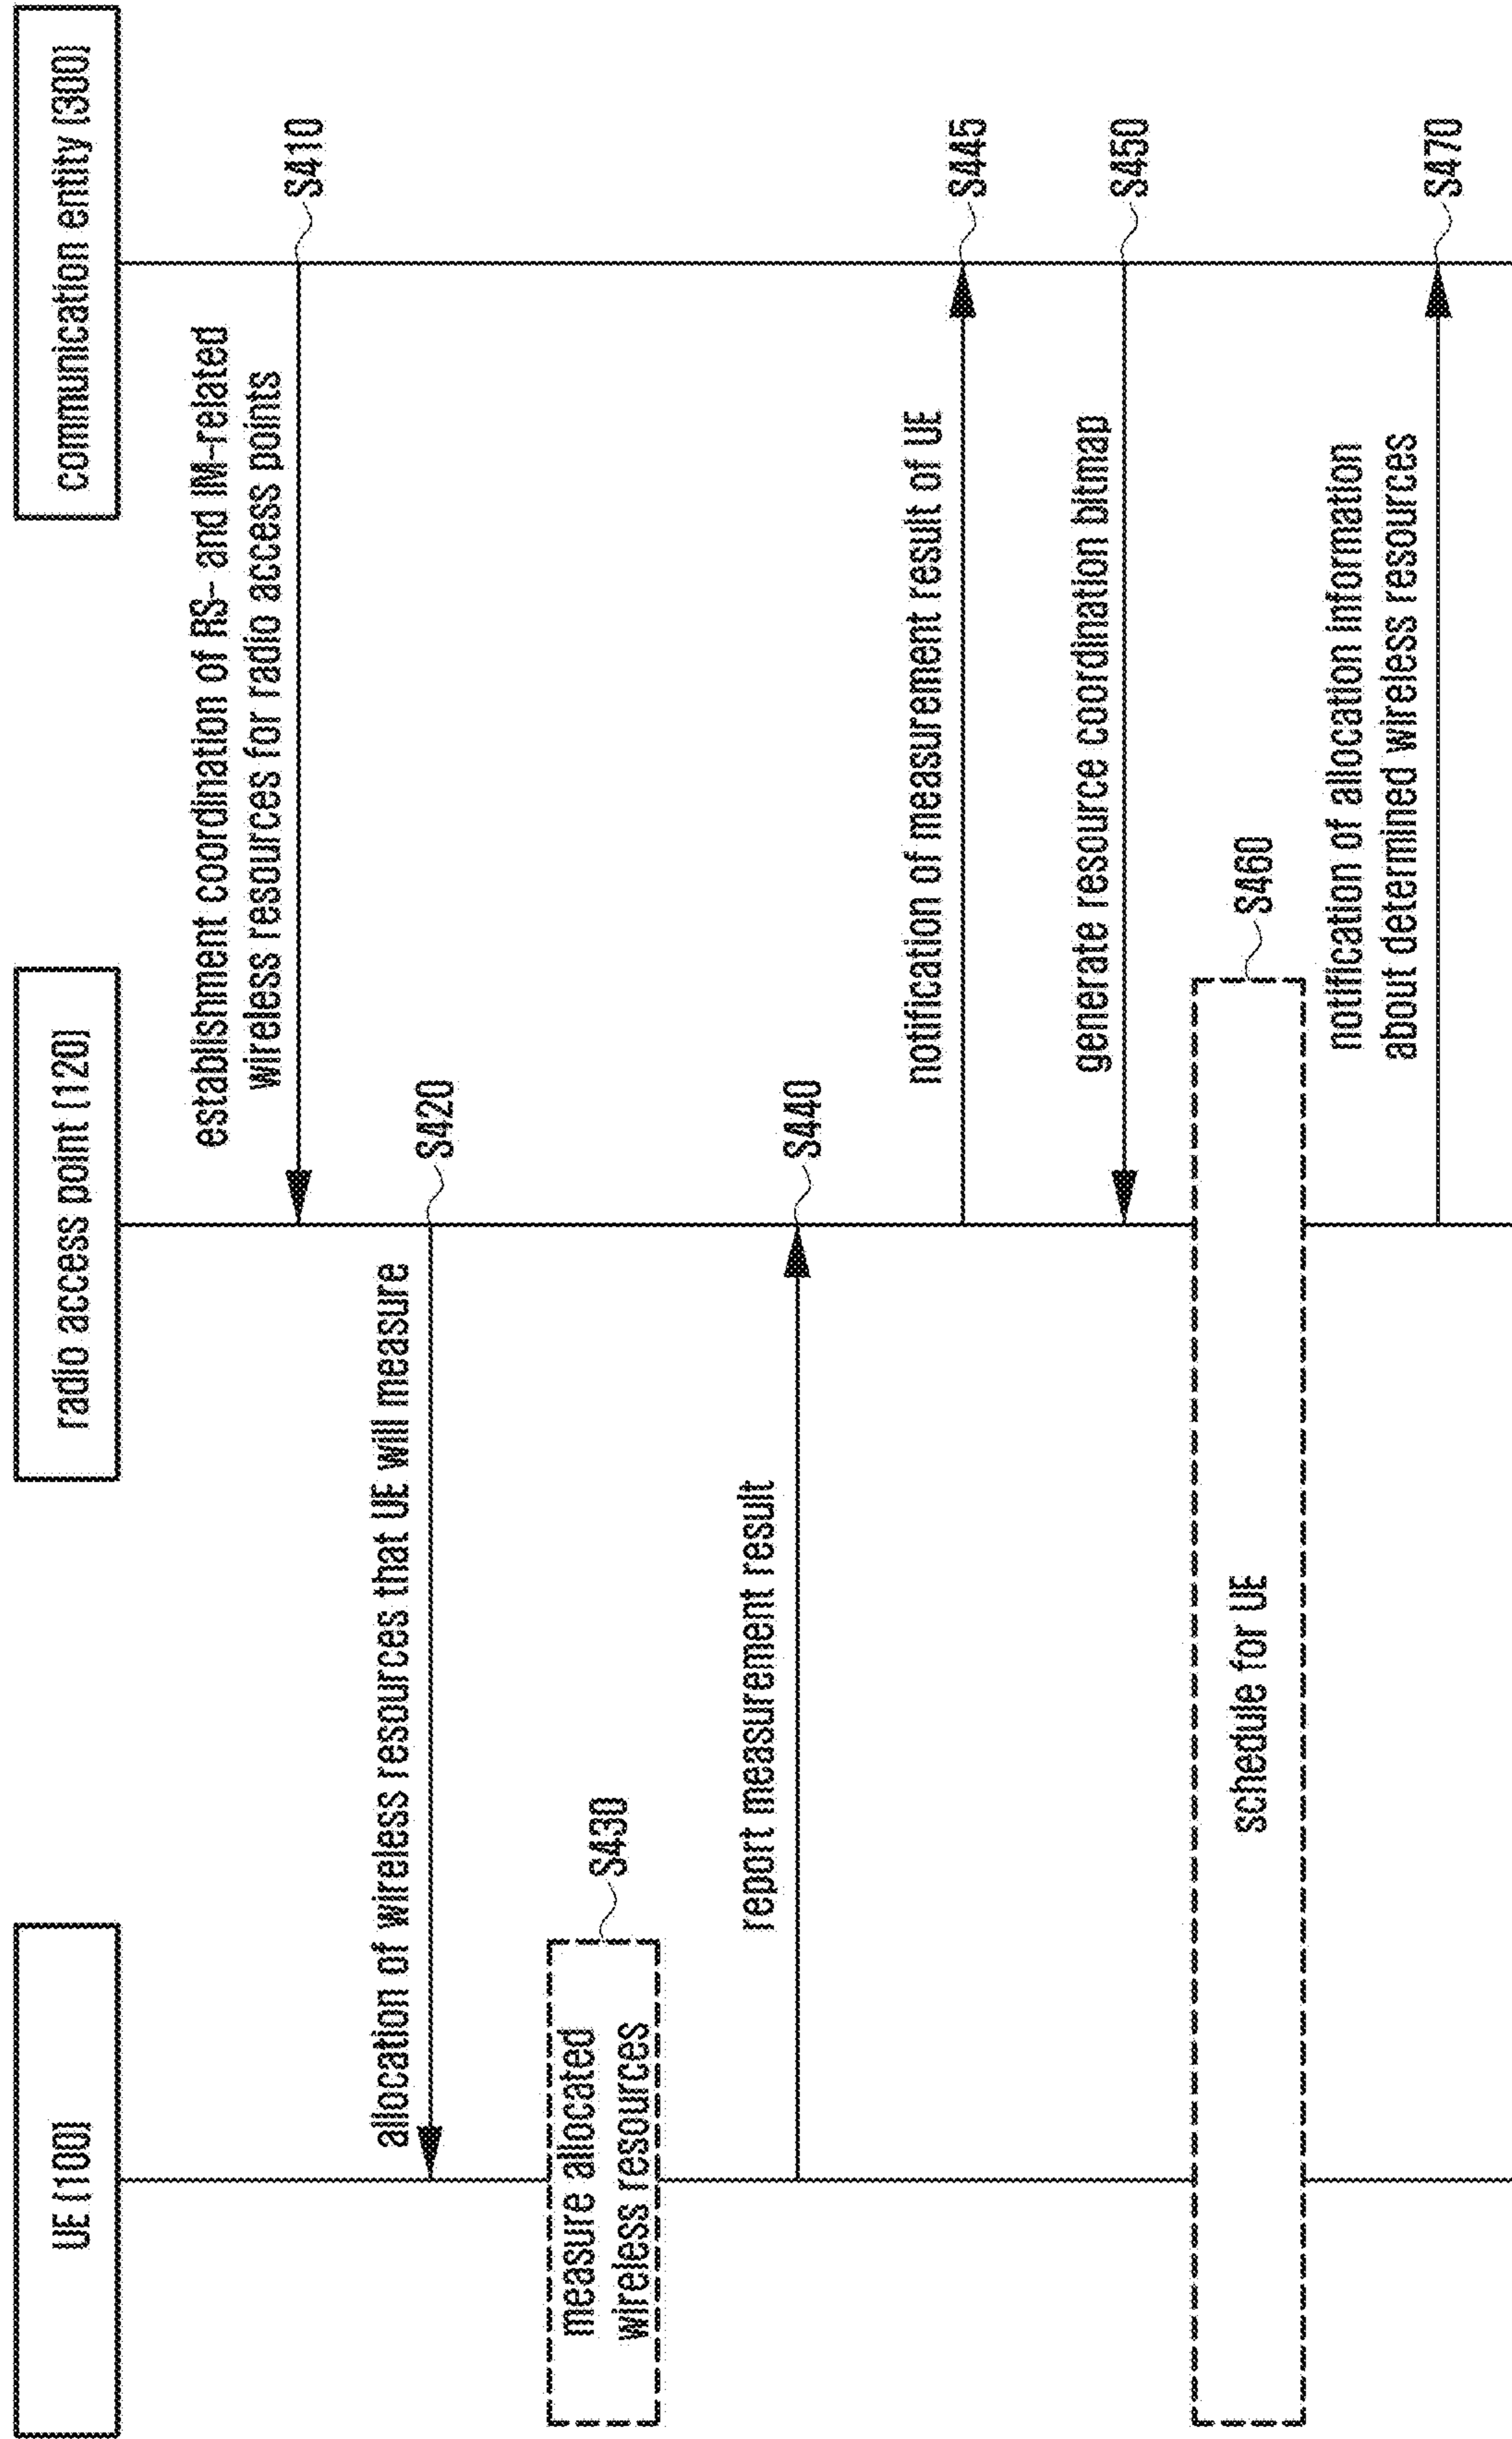 UE (100)
radio access point (120)
communication entity (300)
establishment coordination of RS- and IM-related
wireless resources for radio access points
S410
allocation of wireless resources that UE will measure
S420
measure allocated
wireless resources
S430
report measurement result
S440
notification of measurement result of UE
S445
generate resource coordination bitmap
S450
schedule for UE
S460
notification of allocation information
about determined wireless resources
S470